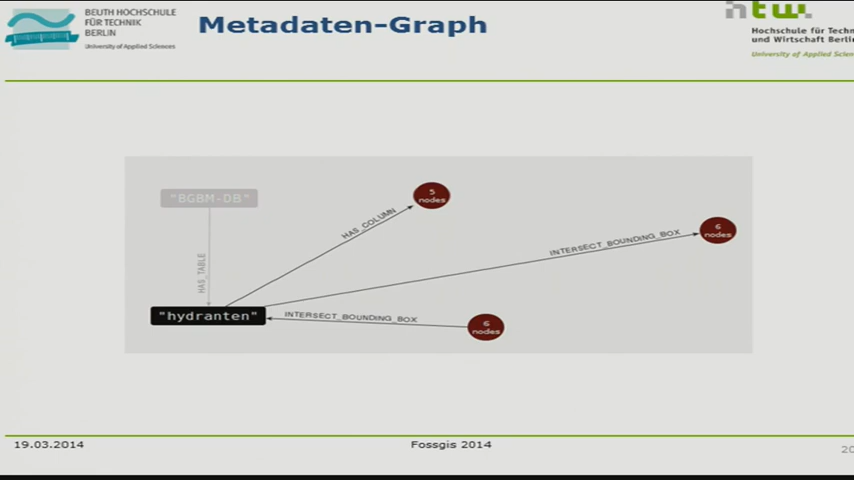 BEUTH HOCHSCHULE
FÜR TECHNIK
BERLIN
University of Applied Sciences
Metadaten-Graph
htw.
Hochschule für Techn
und Wirtschaft Berlin
University of Applied Scien
"BGBM-DB"
5
nodes
HAS_COLUMN
6
nodes
INTERSECT_BOUNDING_BOX
HAS_TABLE
"hydranten"
INTERSECT_BOUNDING_BOX
6
nodes
19.03.2014
Fossgis 2014
20